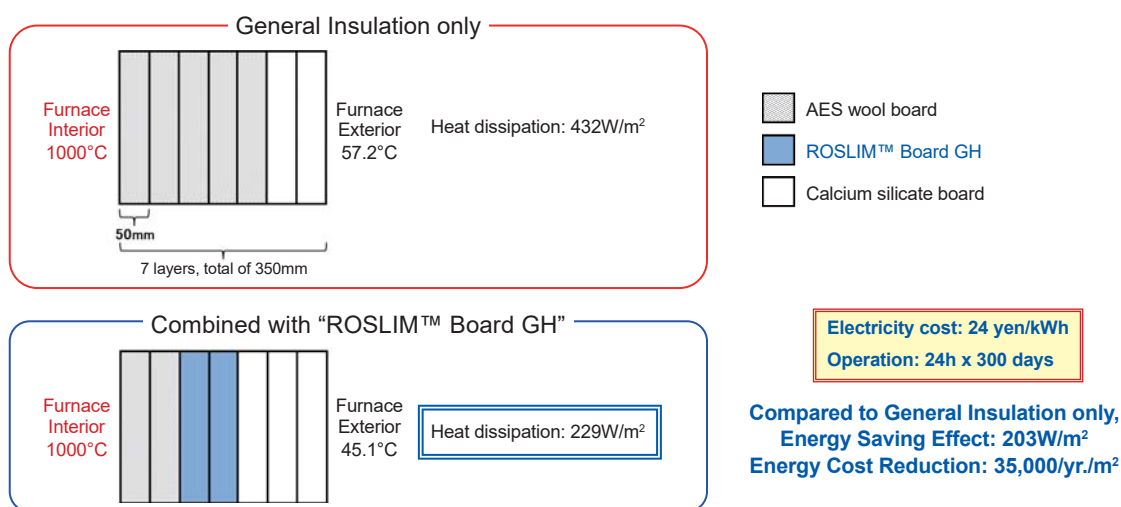 General Insulation only
Furnace
Interior
1000°C
Furnace
Exterior
57.2°C
Heat dissipation: 432W/m²
50mm
7 layers, total of 350mm
AES wool board
ROSLIM™ Board GH
Calcium silicate board
Combined with “ROSLIM™ Board GH”
Furnace
Interior
1000°C
Furnace
Exterior
45.1°C
Heat dissipation: 229W/m²
Electricity cost: 24 yen/kWh
Operation: 24h x 300 days
Compared to General Insulation only,
Energy Saving Effect: 203W/m²
Energy Cost Reduction: 35,000/yr./m²